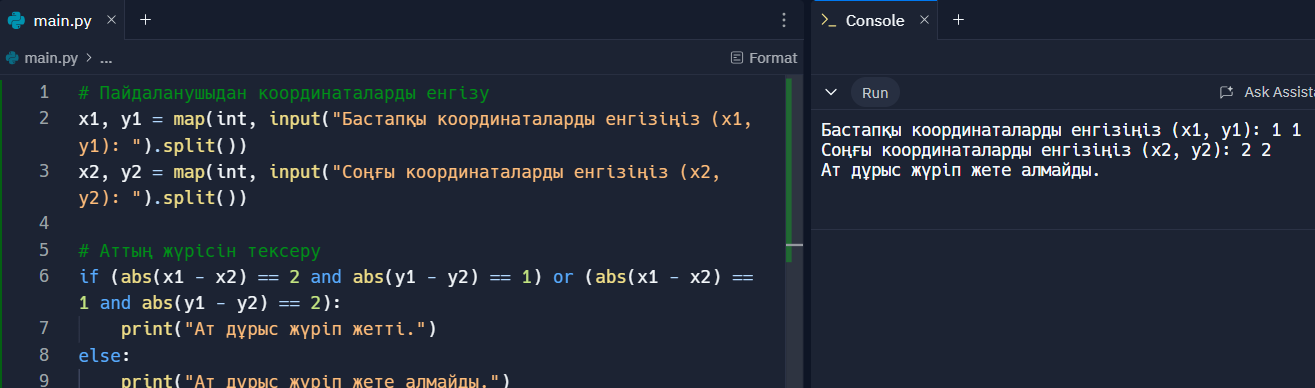 main.py × +
Console × +
main.py > ...
Format
Run
Ask Assista
1 # Пайдаланушыдан координаталарды енгізу
2 x1, y1 = map(int, input("Бастапқы координаталарды енгізіңіз (x1,
y1): ").split())
3 x2, y2 = map(int, input("Соңғы координаталарды енгізіңіз (x2,
y2): ").split())
4
5 # Аттың жүрісін тексеру
6 if (abs(x1 - x2) == 2 and abs(y1 - y2) == 1) or (abs(x1 - x2) ==
1 and abs(y1 - y2) == 2):
7 print("Ат дұрыс жүріп жетті.")
8 else:
9 print("Ат дұрыс жүріп жете алмайды.")
Бастапқы координаталарды енгізіңіз (x1, y1): 1 1
Соңғы координаталарды енгізіңіз (x2, y2): 2 2
Ат дұрыс жүріп жете алмайды.